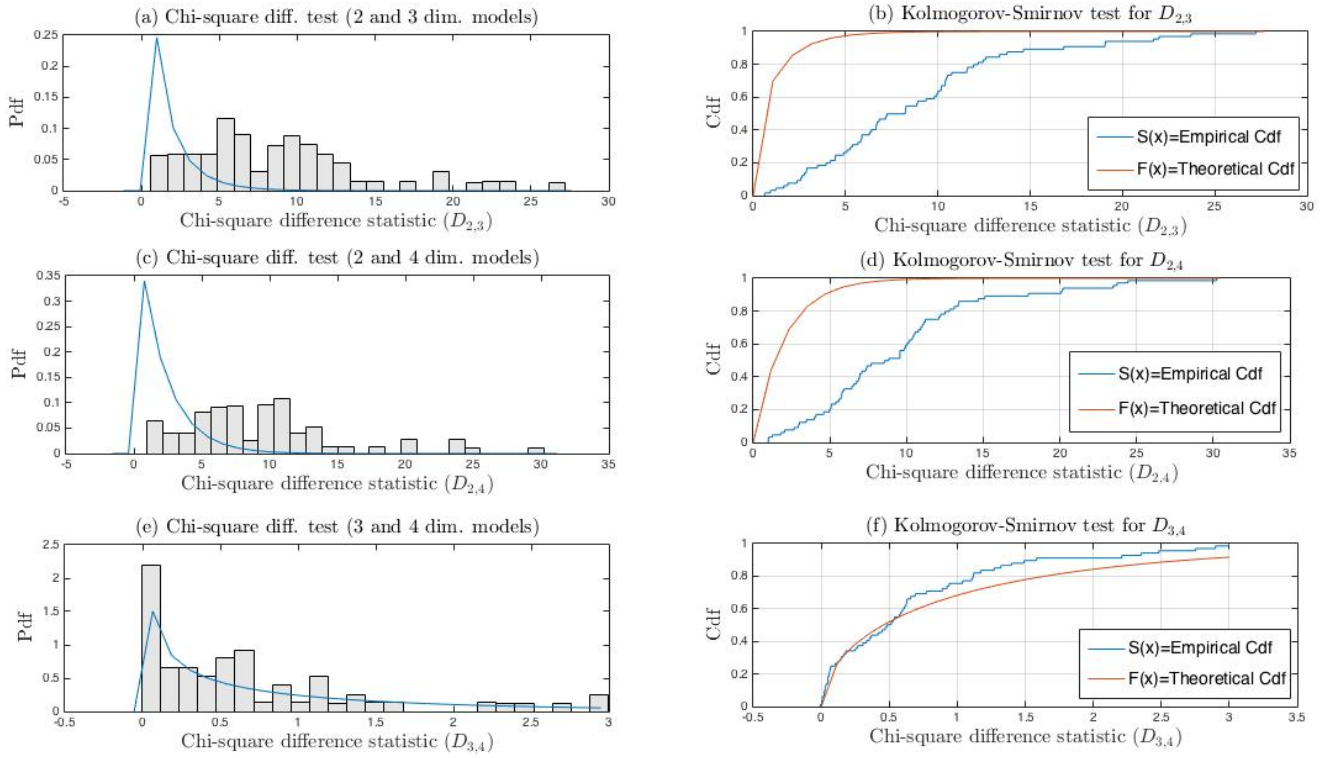 (a) Chi-square diff. test (2 and 3 dim. models)
0.25
0.2
0.15
0.1
0.05
0
Pdf
-5 0 5 10 15 20 25 30
Chi-square difference statistic (D2,3)
(b) Kolmogorov-Smirnov test for D2,3
1
0.8
0.6
0.4
0.2
0
Cdf
S(x)=Empirical Cdf
F(x)=Theoretical Cdf
0 5 10 15 20 25 30
Chi-square difference statistic (D2,3)
(c) Chi-square diff. test (2 and 4 dim. models)
0.35
0.3
0.25
0.2
0.15
0.1
0.05
0
Pdf
-5 0 5 10 15 20 25 30 35
Chi-square difference statistic (D2,4)
(d) Kolmogorov-Smirnov test for D2,4
1
0.8
0.6
0.4
0.2
0
Cdf
S(x)=Empirical Cdf
F(x)=Theoretical Cdf
0 5 10 15 20 25 30 35
Chi-square difference statistic (D2,4)
(e) Chi-square diff. test (3 and 4 dim. models)
2.5
2
1.5
1
0.5
0
Pdf
-0.5 0 0.5 1 1.5 2 2.5 3
Chi-square difference statistic (D3,4)
(f) Kolmogorov-Smirnov test for D3,4
1
0.8
0.6
0.4
0.2
0
Cdf
S(x)=Empirical Cdf
F(x)=Theoretical Cdf
-0.5 0 0.5 1 1.5 2 2.5 3 3.5
Chi-square difference statistic (D3,4)